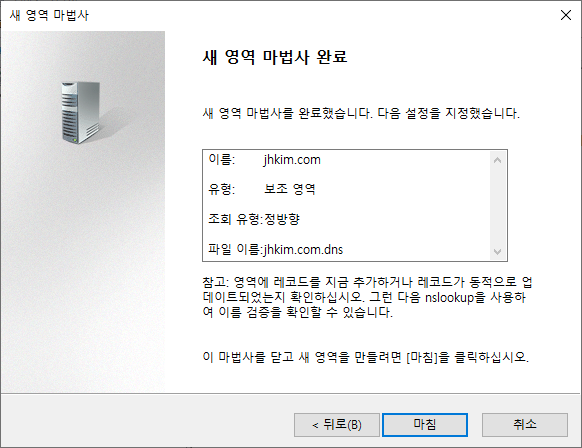 새 영역 마법사
새 영역 마법사 완료
새 영역 마법사를 완료했습니다. 다음 설정을 지정했습니다.
이름: jhkim.com
유형: 보조 영역
조회 유형:정방향
파일 이름:jhkim.com.dns
참고: 영역에 레코드를 지금 추가하거나 레코드가 동적으로 업
데이트되었는지 확인하십시오. 그런 다음 nslookup을 사용하
여 이름 검증을 확인할 수 있습니다.
이 마법사를 닫고 새 영역을 만들려면 [마침]을 클릭하십시오.
< 뒤로(B) 마침 취소